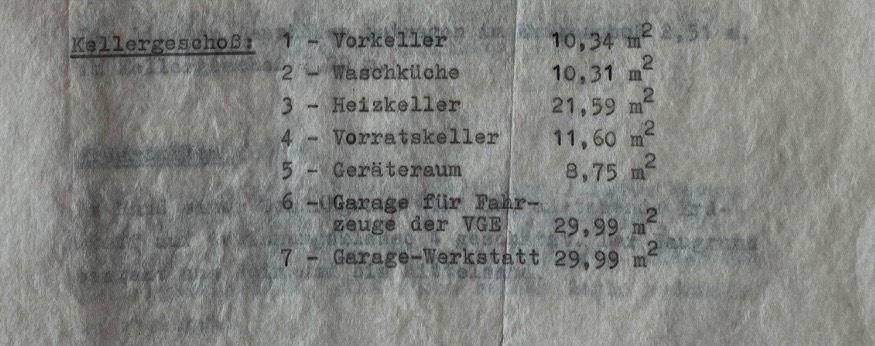 Kellergeschoß: 1 - Vorkeller 10,34 m²
2 - Waschküche 10,31 m²
3 - Heizkeller 21,59 m²
4 - Vorratskeller 11,60 m²
5 - Geräteraum 8,75 m²
6 - Garage für Fahr-
zeuge der VGE 29,99 m²
7 - Garage-Werkstatt 29,99 m²